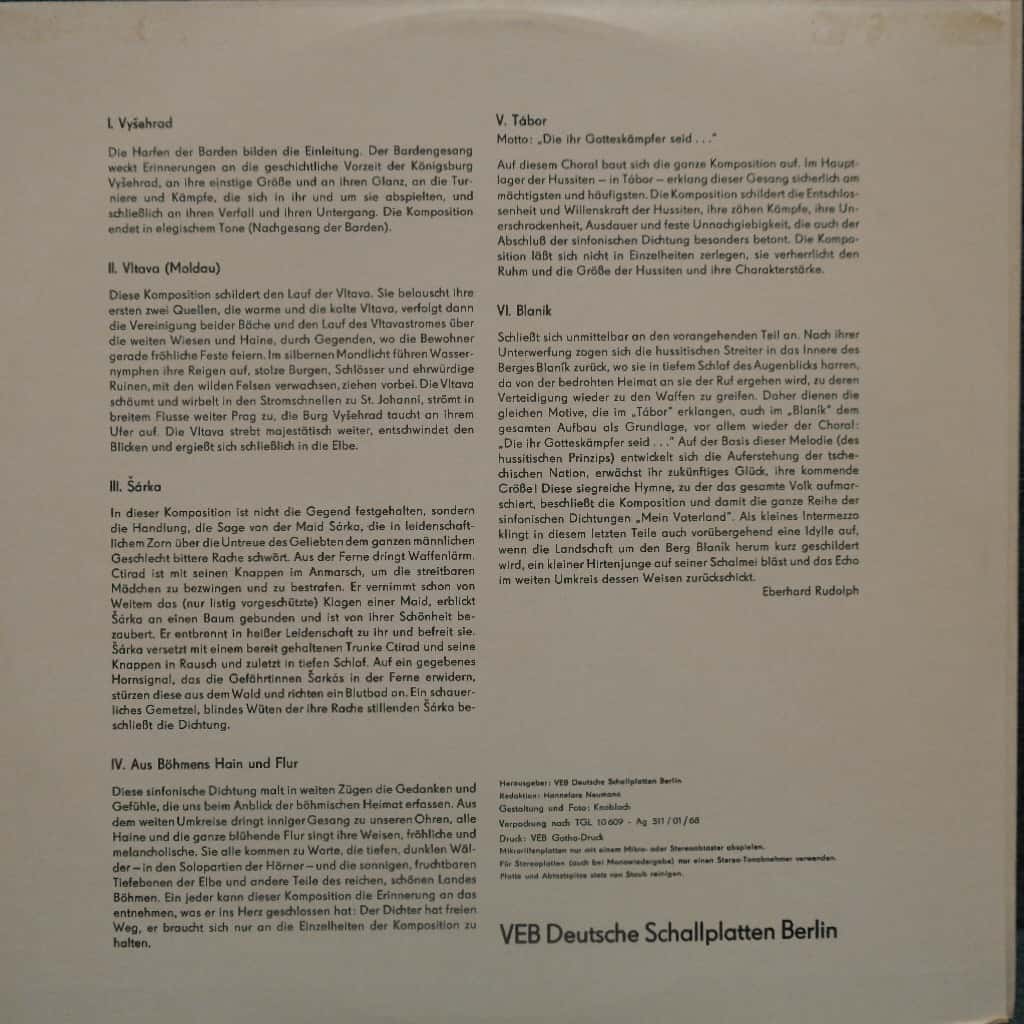 I. Vyšehrad
Die Harfen der Barden bilden die Einleitung. Der Bardengesang
weckt Erinnerungen an die geschichtliche Vorzeit der Königsburg
Vyšehrad, an ihre einstige Größe und an ihren Glanz, an die Tur-
niere und Kämpfe, die sich in ihr und um sie abspielten, und
schließlich an ihren Verfall und ihren Untergang. Die Komposition
endet in elegischem Tone (Nachgesang der Barden).
II. Vltava (Moldau)
Diese Komposition schildert den Lauf der Vltava. Sie belauscht ihre
ersten zwei Quellen, die warme und die kalte Vltava, verfolgt dann
die Vereinigung beider Bäche und den Lauf des Vltavastromes über
die weiten Wiesen und Haine, durch Gegenden, wo die Bewohner
gerade fröhliche Feste feiern. Im silbernen Mondlicht führen Wasser-
nymphen ihre Reigen auf, stolze Burgen, Schlösser und ehrwürdige
Ruinen, mit den wilden Felsen verwachsen, ziehen vorbei. Die Vltava
schäumt und wirbelt in den Stromschnellen zu St. Johanni, strömt in
breitem Flusse weiter Prag zu, die Burg Vyšehrad taucht an ihrem
Ufer auf. Die Vltava strebt majestätisch weiter, entschwindet den
Blicken und ergießt sich schließlich in die Elbe.
III. Šárka
In dieser Komposition ist nicht die Gegend festgehalten, sondern
die Handlung, die Sage von der Maid Šárka, die in leidenschaft-
lichem Zorn über die Untreue des Geliebten dem ganzen männlichen
Geschlecht bittere Rache schwört. Aus der Ferne dringt Waffenlärm.
Ctirad ist mit seinen Knappen im Anmarsch, um die streitbaren
Mädchen zu bezwingen und zu bestrafen. Er vernimmt schon von
Weitem das (nur listig vorgeschützte) Klagen einer Maid, erblickt
Šárka an einen Baum gebunden und ist von ihrer Schönheit be-
zaubert. Er entbrennt in heißer Leidenschaft zu ihr und befreit sie.
Šárka versetzt mit einem bereit gehaltenen Trunke Ctirad und seine
Knappen in Rausch und zuletzt in tiefen Schlaf. Auf ein gegebenes
Hornsignal, das die Gefährtinnen Šarkás in der Ferne erwidern,
stürzen diese aus dem Wald und richten ein Blutbad an. Ein schauer-
liches Gemetzel, blindes Wüten der ihre Rache stillenden Šárka be-
schließt die Dichtung.
IV. Aus Böhmens Hain und Flur
Diese sinfonische Dichtung malt in weiten Zügen die Gedanken und
Gefühle, die uns beim Anblick der böhmischen Heimat erfassen. Aus
dem weiten Umkreise dringt inniger Gesang zu unseren Ohren, alle
Haine und die ganze blühende Flur singt ihre Weisen, fröhliche und
melancholische. Sie alle kommen zu Worte, die tiefen, dunklen Wäl-
der – in den Solopartien der Hörner – und die sonnigen, fruchtbaren
Tiefebenen der Elbe und andere Teile des reichen, schönen Landes
Böhmen. Ein jeder kann dieser Komposition die Erinnerung an das
entnehmen, was er ins Herz geschlossen hat: Der Dichter hat freien
Weg, er braucht sich nur an die Einzelheiten der Komposition zu
halten.
V. Tábor
Motto: „Die ihr Gotteskämpfer seid . . ."
Auf diesem Choral baut sich die ganze Komposition auf. Im Haupt-
lager der Hussiten – in Tábor – erklang dieser Gesang sicherlich am
mächtigsten und häufigsten. Die Komposition schildert die Entschlos-
senheit und Willenskraft der Hussiten, ihre zähen Kämpfe, ihre Un-
erschrockenheit, Ausdauer und feste Unnachgiebigkeit, die auch der
Abschluß der sinfonischen Dichtung besonders betont. Die Kompo-
sition läßt sich nicht in Einzelheiten zerlegen, sie verherrlicht den
Ruhm und die Größe der Hussiten und ihre Charakterstärke.
VI. Blaník
Schließt sich unmittelbar an den vorangehenden Teil an. Nach ihrer
Unterwerfung zogen sich die hussitischen Streiter in das Innere des
Berges Blaník zurück, wo sie in tiefem Schlaf des Augenblicks harren,
da von der bedrohten Heimat an sie der Ruf ergehen wird, zu deren
Verteidigung wieder zu den Waffen zu greifen. Daher dienen die
gleichen Motive, die im „Tábor" erklangen, auch im „Blaník" dem
gesamten Aufbau als Grundlage, vor allem wieder der Choral:
„Die ihr Gotteskämpfer seid . . ." Auf der Basis dieser Melodie (des
hussitischen Prinzips) entwickelt sich die Auferstehung der tsche-
chischen Nation, erwächst ihr zukünftiges Glück, ihre kommende
Größe! Diese siegreiche Hymne, zu der das gesamte Volk aufmar-
schiert, beschließt die Komposition und damit die ganze Reihe der
sinfonischen Dichtungen „Mein Vaterland". Als kleines Intermezzo
klingt in diesem letzten Teile auch vorübergehend eine Idylle auf,
wenn die Landschaft um den Berg Blaník herum kurz geschildert
wird, ein kleiner Hirtenjunge auf seiner Schalmei bläst und das Echo
im weiten Umkreis dessen Weisen zurückschickt.
Eberhard Rudolph
Herausgeber: VEB Deutsche Schallplatten Berlin
Redaktion: Hannelore Neumann
Gestaltung und Foto: Knobloch
Verpackung nach TGL 10609 - Ag 511/01/68
Druck: VEB Gotha-Druck
Mikrorillenplatten nur mit einem Mikro- oder Stereoabtaster abspielen.
Für Stereoplatten (auch bei Monowiedergabe) nur einen Stereo-Tonabnehmer verwenden.
Platte und Abtastspitze stets von Staub reinigen.
VEB Deutsche Schallplatten Berlin